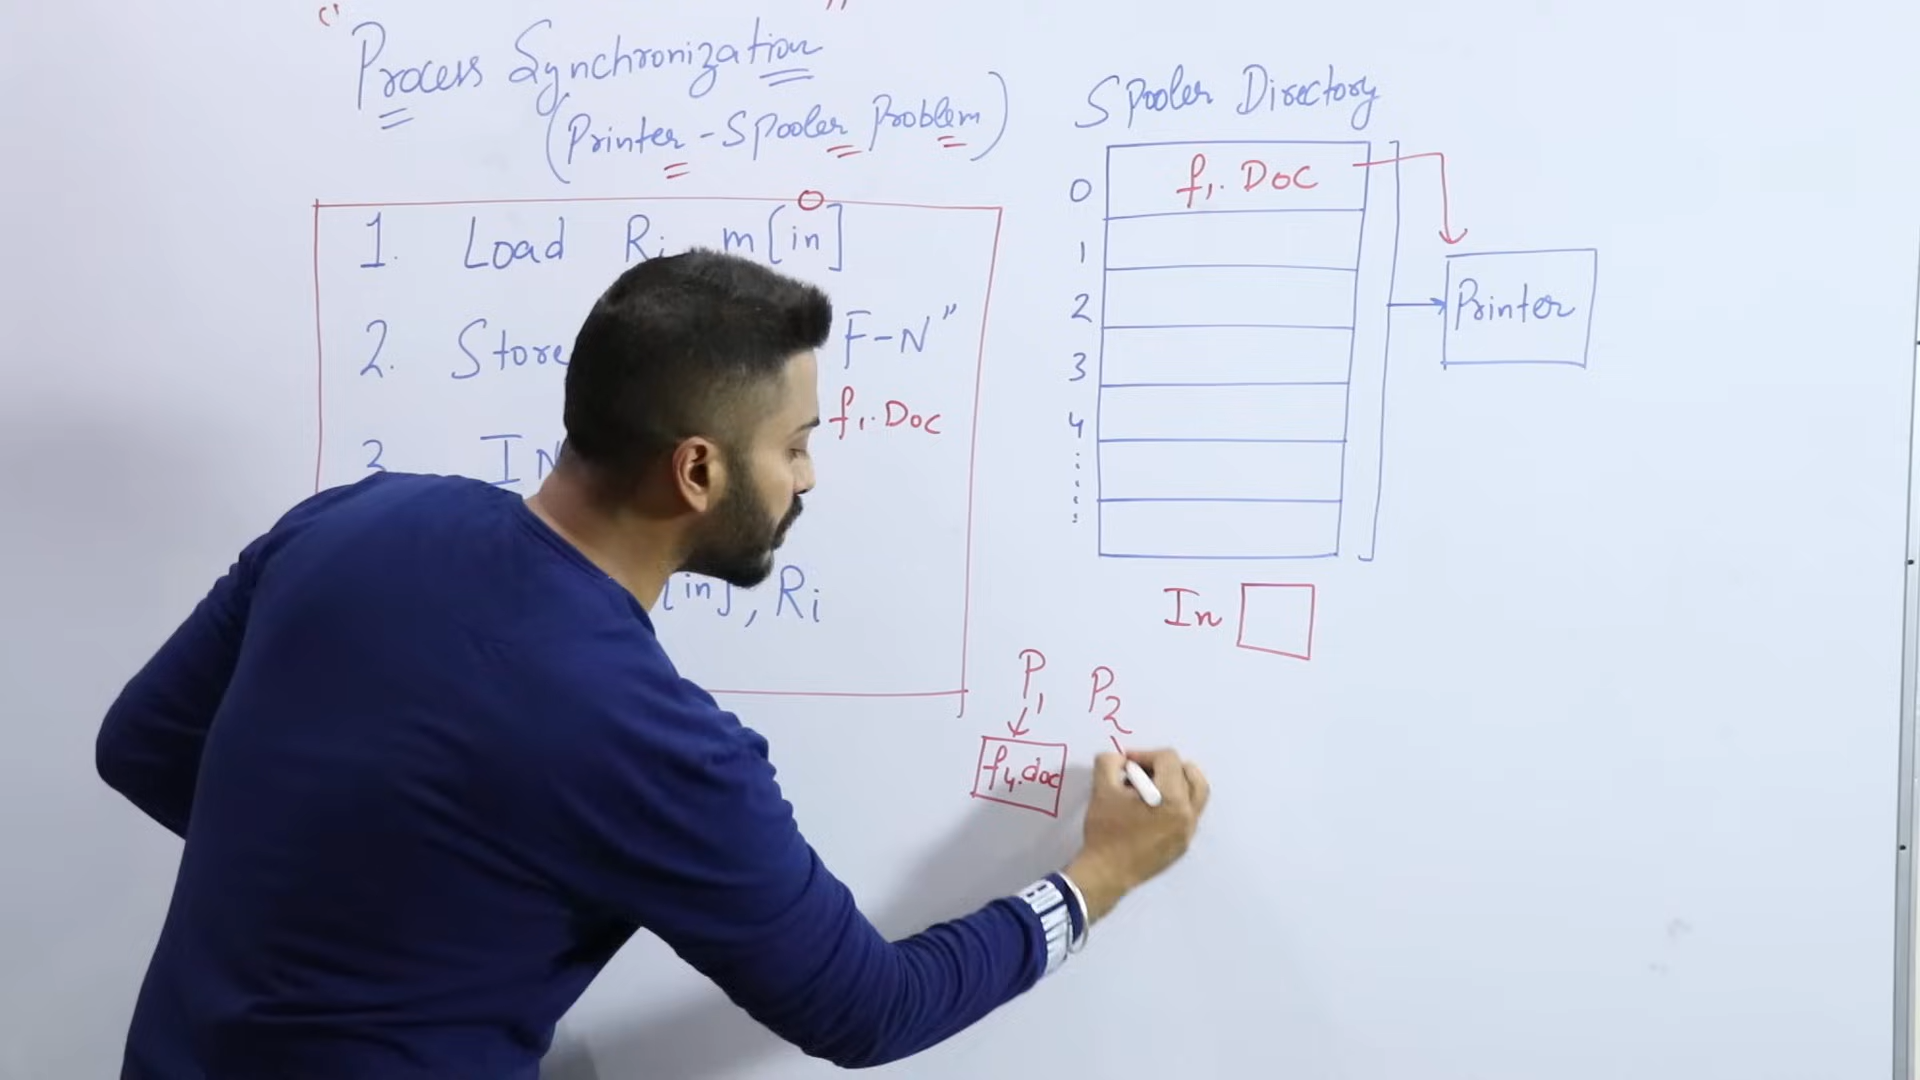 "Process Synchronization"
(Printer-Spooler Problem)
0
1. Load Ri m[in]
2. Store F-N"
f1.Doc
3. IN
[in], Ri
Spooler Directory
0 f1.Doc
1
2
3
4
Printer
In
P1 P2
f4.doc